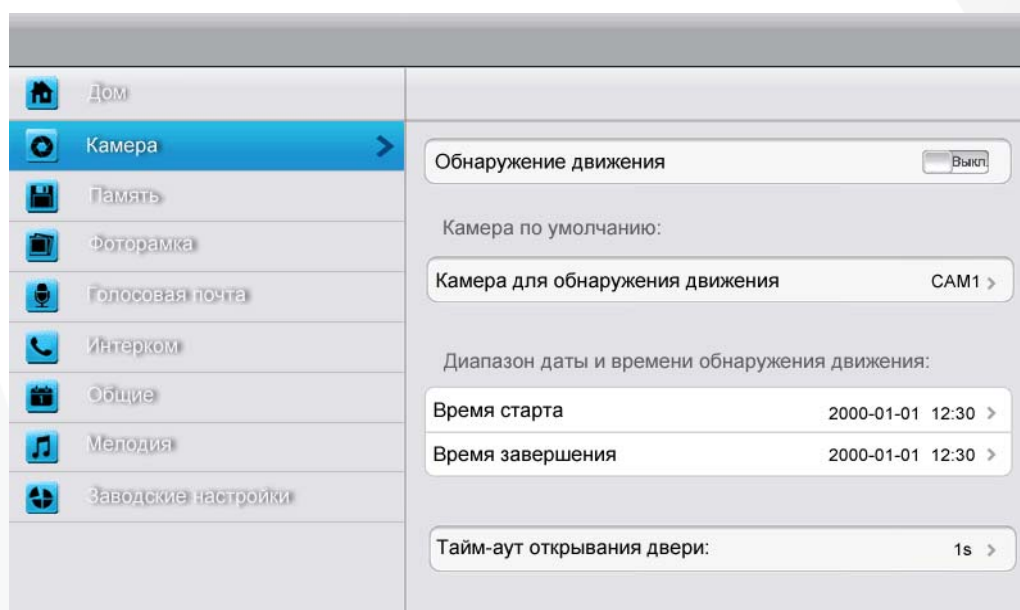 Дом
Камера
Память
Фоторамка
Голосовая почта
Интерком
Общие
Мелодия
Заводские настройки
Обнаружение движения Выкл.
Камера по умолчанию:
Камера для обнаружения движения CAM1
Диапазон даты и времени обнаружения движения:
Время старта 2000-01-01 12:30
Время завершения 2000-01-01 12:30
Тайм-аут открывания двери: 1s